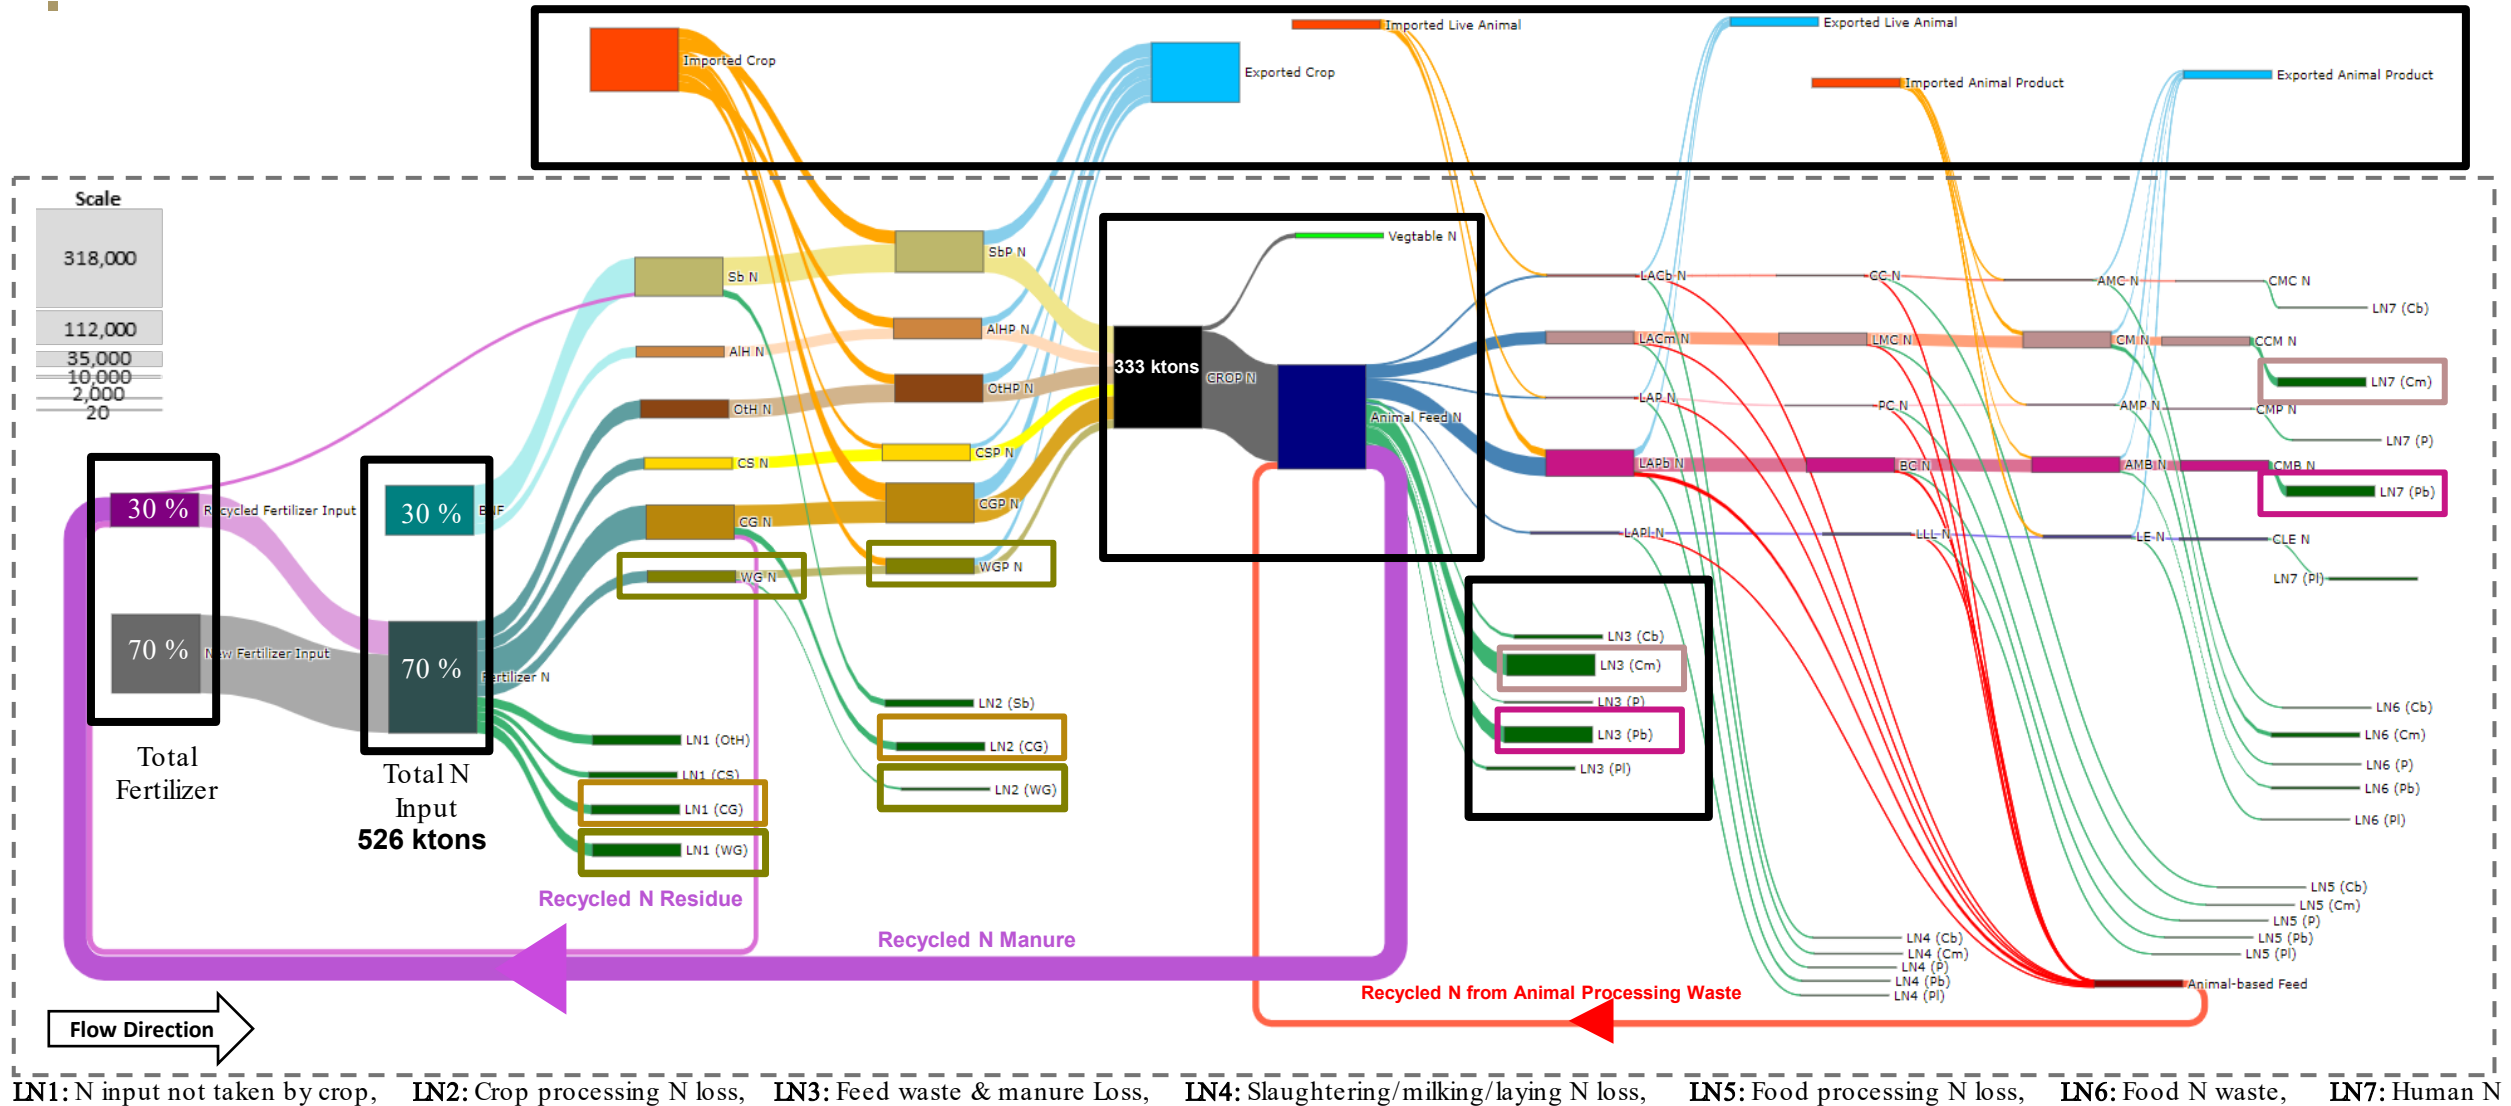 Imported Crop
Exported Crop
Imported Live Animal
Exported Live Animal
Imported Animal Product
Exported Animal Product
Scale
318,000
112,000
35,000
10,000
2,000
20
Sb N
AlH N
OtH N
CS N
CG N
WG N
SbP N
AlHP N
OtHP N
CSP N
CGP N
WGP N
333 ktons
CROP N
Vegtable N
Animal Feed N
LACb N
LACm N
LAP N
LAPb N
LAPl N
CC N
LMC N
PC N
BC N
LLL N
AMC N
CM N
AMP N
AMB N
LE N
CMC N
LN7 (Cb)
CCM N
LN7 (Cm)
CMP N
LN7 (P)
CMB N
LN7 (Pb)
CLE N
LN7 (Pl)
30 %
Recycled Fertilizer Input
30 %
BNF
70 %
New Fertilizer Input
70 %
Fertilizer N
Total
Fertilizer
Total N
Input
526 ktons
LN1 (OtH)
LN1 (CS)
LN1 (CG)
LN1 (WG)
LN2 (Sb)
LN2 (CG)
LN2 (WG)
LN3 (Cb)
LN3 (Cm)
LN3 (P)
LN3 (Pb)
LN3 (Pl)
LN6 (Cb)
LN6 (Cm)
LN6 (P)
LN6 (Pb)
LN6 (Pl)
LN5 (Cb)
LN5 (Cm)
LN5 (P)
LN5 (Pb)
LN5 (Pl)
LN4 (Cb)
LN4 (Cm)
LN4 (P)
LN4 (Pb)
LN4 (Pl)
Animal-based Feed
Recycled N Residue
Recycled N Manure
Recycled N from Animal Processing Waste
Flow Direction
LN1: N input not taken by crop, LN2: Crop processing N loss, LN3: Feed waste & manure Loss, LN4: Slaughtering/milking/laying N loss, LN5: Food processing N loss, LN6: Food N waste, LN7: Human N